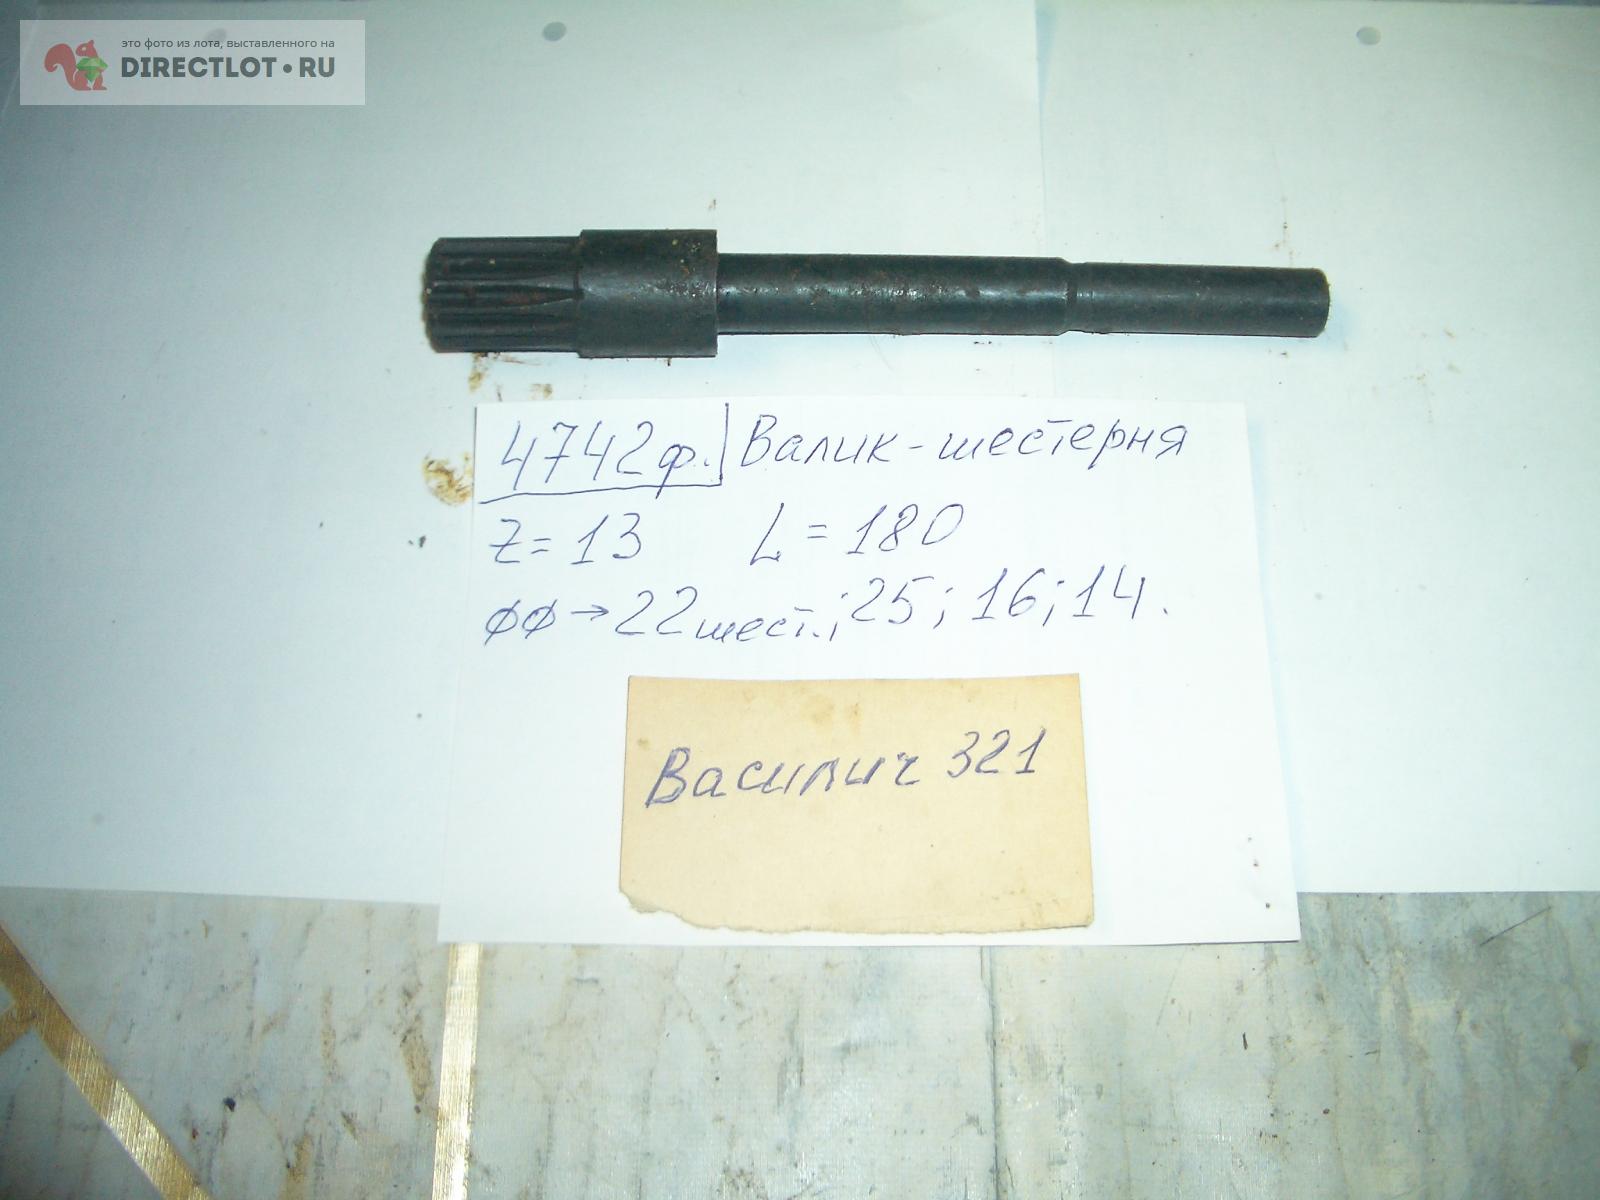 это фото из лота, выставленного на
DIRECTLOT•RU
4742ф. Валик-шестерня
Z=13 L=180
øø→22шест.; 25; 16; 14.
Василич 321